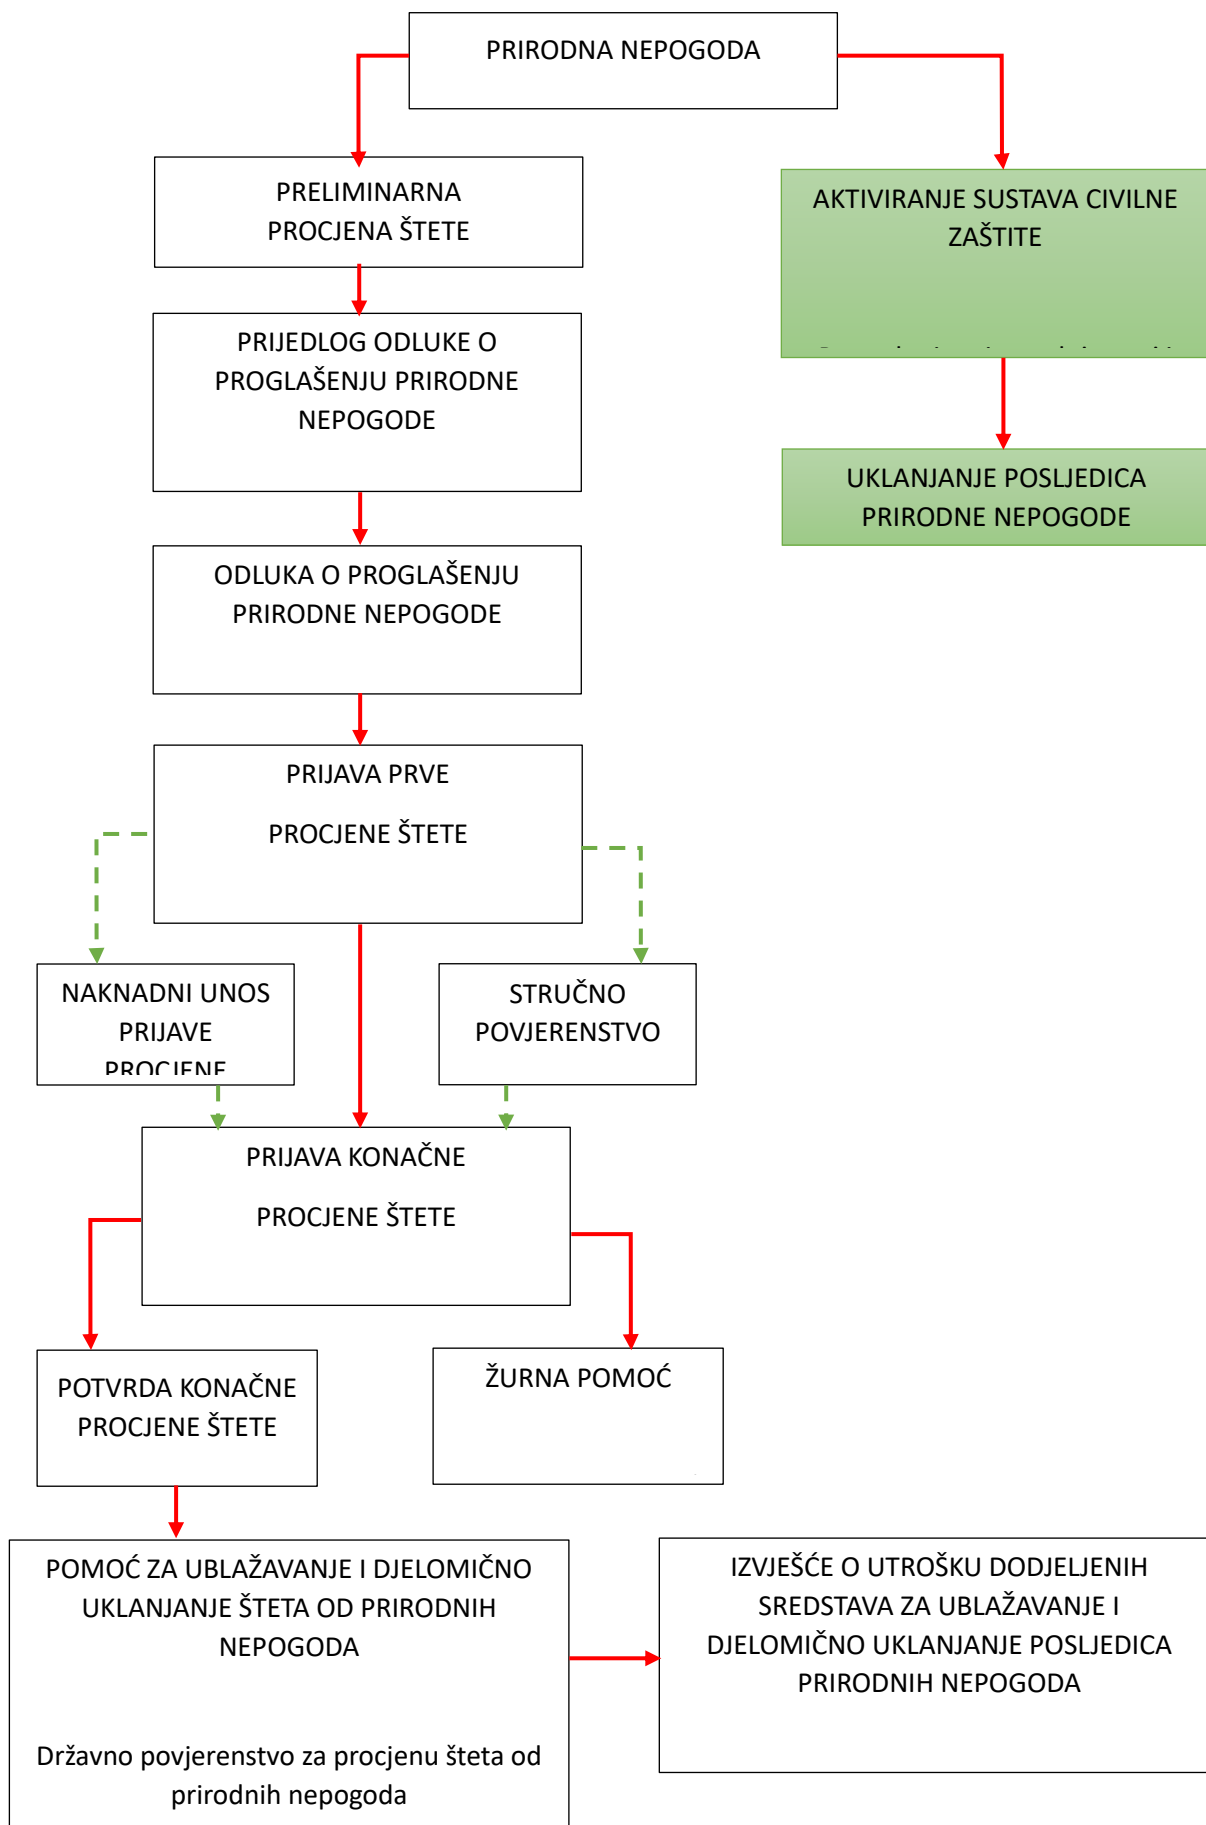 PRIRODNA NEPOGODA
PRELIMINARNA
PROCJENA ŠTETE
AKTIVIRANJE SUSTAVA CIVILNE
ZAŠTITE
PRIJEDLOG ODLUKE O
PROGLAŠENJU PRIRODNE
NEPOGODE
UKLANJANJE POSLJEDICA
PRIRODNE NEPOGODE
ODLUKA O PROGLAŠENJU
PRIRODNE NEPOGODE
PRIJAVA PRVE
PROCJENE ŠTETE
NAKNADNI UNOS
PRIJAVE
PROCJENE
STRUČNO
POVJERENSTVO
PRIJAVA KONAČNE
PROCJENE ŠTETE
POTVRDA KONAČNE
PROCJENE ŠTETE
ŽURNA POMOĆ
POMOĆ ZA UBLAŽAVANJE I DJELOMIČNO
UKLANJANJE ŠTETA OD PRIRODNIH
NEPOGODA
Državno povjerenstvo za procjenu šteta od
prirodnih nepogoda
IZVJEŠĆE O UTROŠKU DODJELJENIH
SREDSTAVA ZA UBLAŽAVANJE I
DJELOMIČNO UKLANJANJE POSLJEDICA
PRIRODNIH NEPOGODA